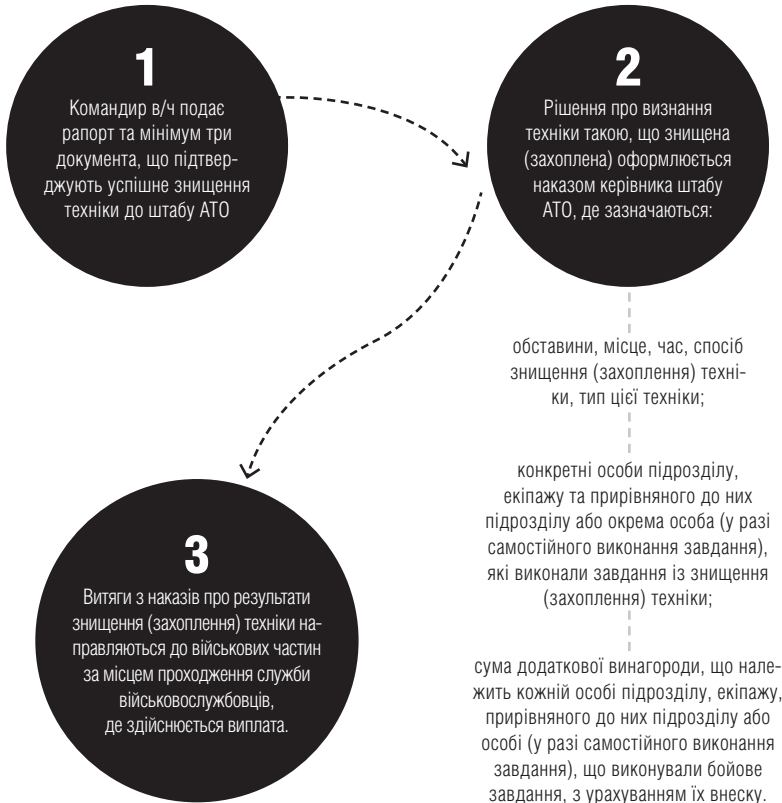 1
Командир в/ч подає
рапорт та мінімум три
документа, що підтвер-
джують успішне знищення
техніки до штабу АТО
2
Рішення про визнання
техніки такою, що знищена
(захоплена) оформлюється
наказом керівника штабу
АТО, де зазначаються:
обставини, місце, час, спосіб
знищення (захоплення) техні-
ки, тип цієї техніки;
конкретні особи підрозділу,
екіпажу та прирівняного до них
підрозділу або окрема особа (у разі
самостійного виконання завдання),
які виконали завдання із знищення
(захоплення) техніки;
сума додаткової винагороди, що нале-
жить кожній особі підрозділу, екіпажу,
прирівняного до них підрозділу або
особі (у разі самостійного виконання
завдання), що виконували бойове
завдання, з урахуванням їх внеску.
3
Витяги з наказів про результати
знищення (захоплення) техніки на-
правляються до військових частин
за місцем проходження служби
військовослужбовців,
де здійснюється виплата.